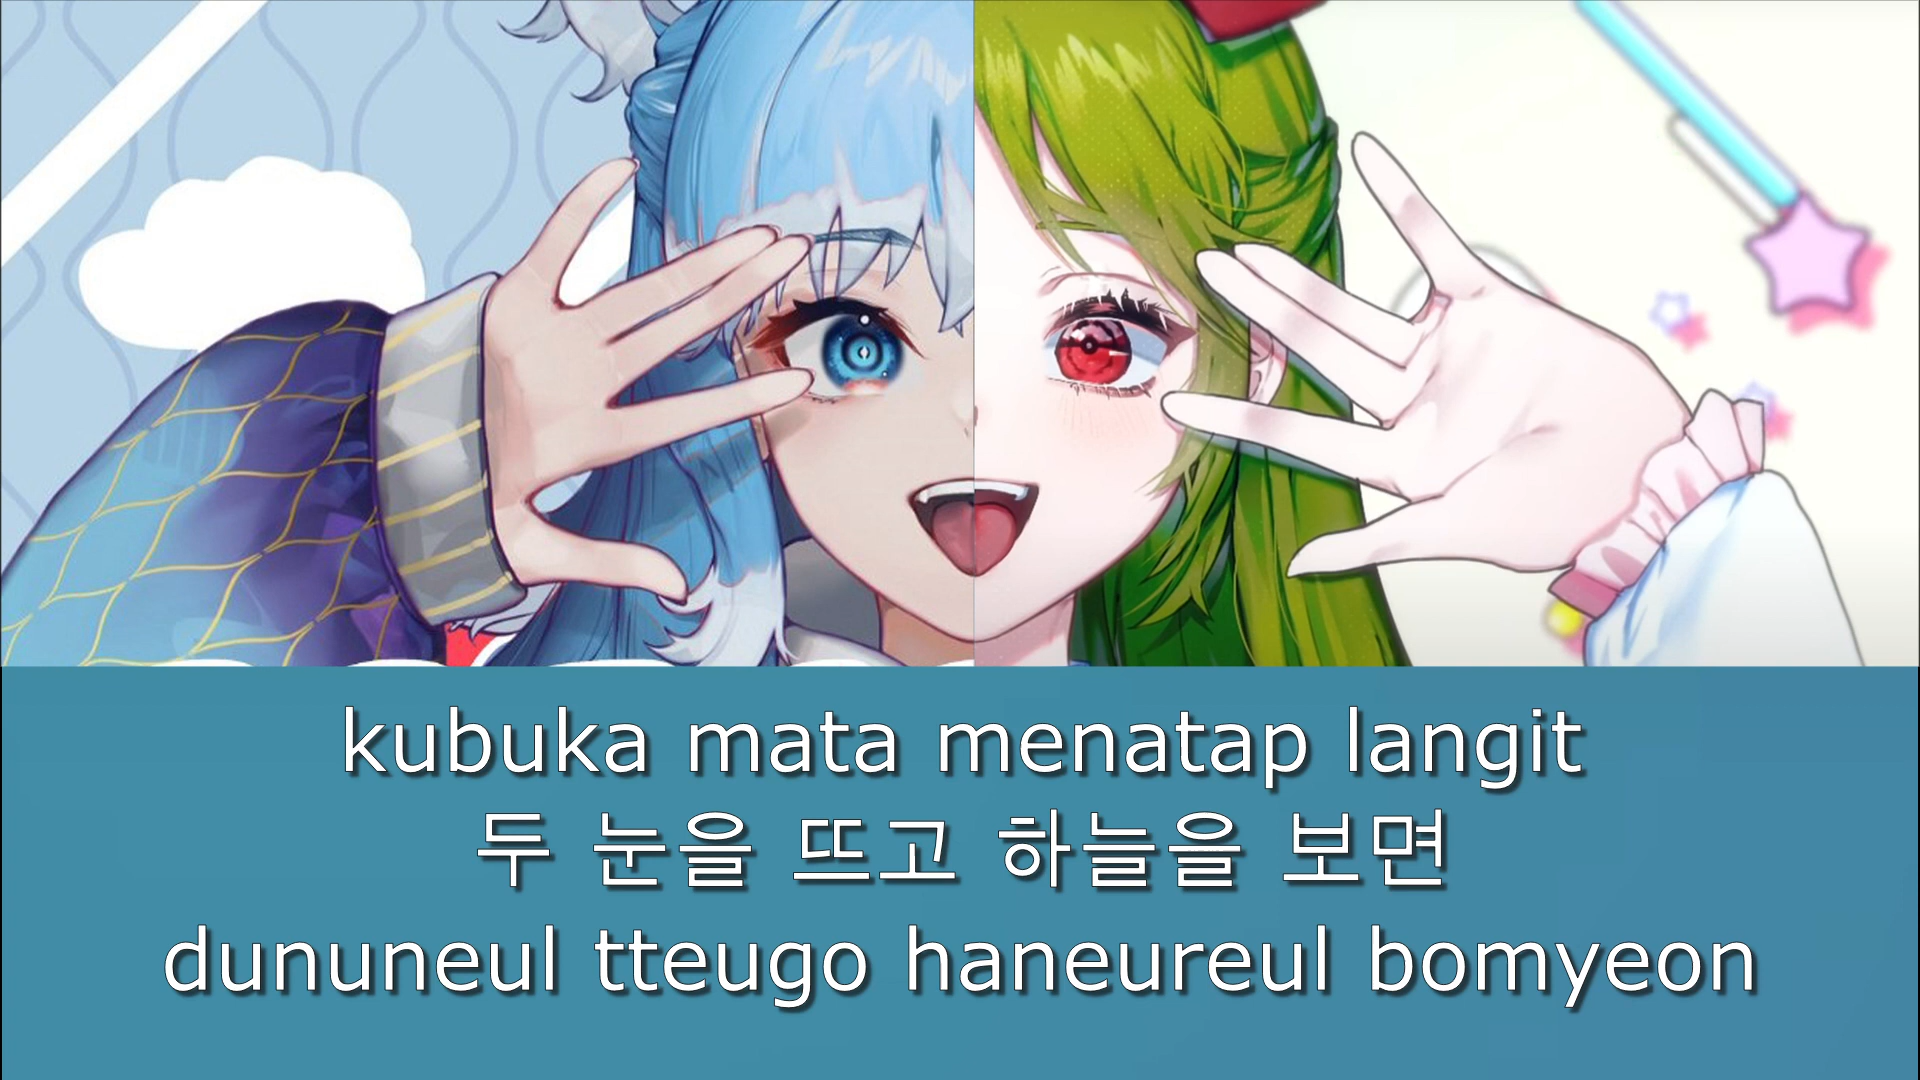 kubuka mata menatap langit
두 눈을 뜨고 하늘을 보면
dununeul tteugo haneureul bomyeon